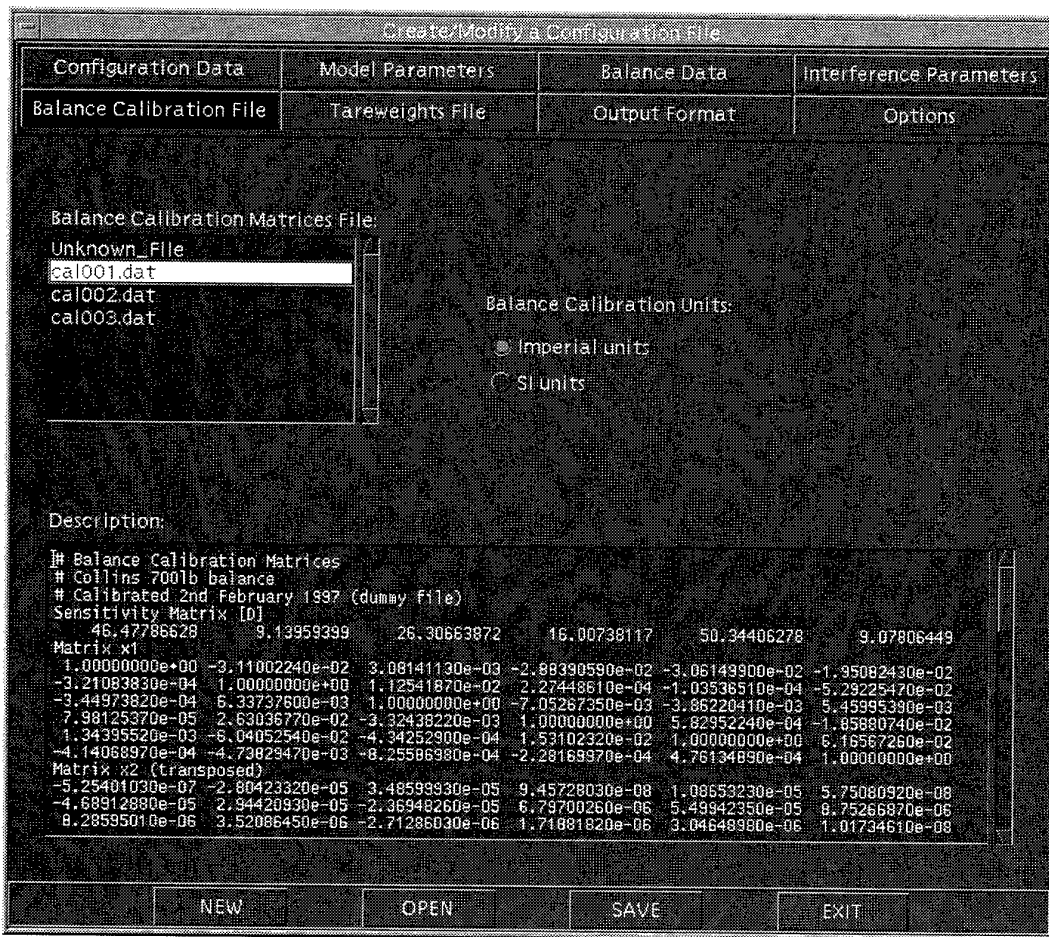 Create/Modify a Configuration File
Configuration Data Model Parameters Balance Data Interference Parameters
Balance Calibration File Tareweights File Output Format Options
Balance Calibration Matrices File:
Unknown_File
cal001.dat
cal002.dat
cal003.dat
Balance Calibration Units:
Imperial units
SI units
Description:
# Balance Calibration Matrices
# Collins 700lb balance
# Calibrated 2nd February 1997 (dummy file)
Sensitivity Matrix [D]
46.47786628 9.13959399 26.30663872 16.00738117 50.34406278 9.07806449
Matrix x1
1.00000000e+00 -3.11002240e-02 3.08141130e-03 -2.88390590e-02 -3.06149900e-02 -1.95082430e-02
-3.21083830e-04 1.00000000e+00 1.12541870e-02 2.27448610e-04 -1.03536510e-04 -5.29225470e-02
-3.44973820e-04 6.33737600e-03 1.00000000e+00 -7.05267350e-03 -3.86220410e-03 5.45995390e-03
7.98125370e-05 2.63036770e-02 -3.32438220e-03 1.00000000e+00 5.82952240e-04 -1.85880740e-02
1.34395520e-03 -6.04052540e-02 -4.34252900e-04 1.53102320e-02 1.00000000e+00 6.16567260e-02
-4.14068970e-04 -4.73829470e-03 -8.25586980e-04 -2.28169970e-04 4.76134890e-04 1.00000000e+00
Matrix x2 (transposed)
-5.25401030e-07 -2.80423320e-05 3.48599930e-05 9.45728030e-08 1.08653230e-05 5.75080920e-08
-4.68912880e-05 2.94420930e-05 -2.36948260e-05 6.79700260e-06 5.49942350e-05 8.75266870e-06
8.28595010e-06 3.52086450e-06 -2.71286030e-06 1.71881820e-06 3.04648980e-06 1.01734610e-08
NEW OPEN SAVE EXIT